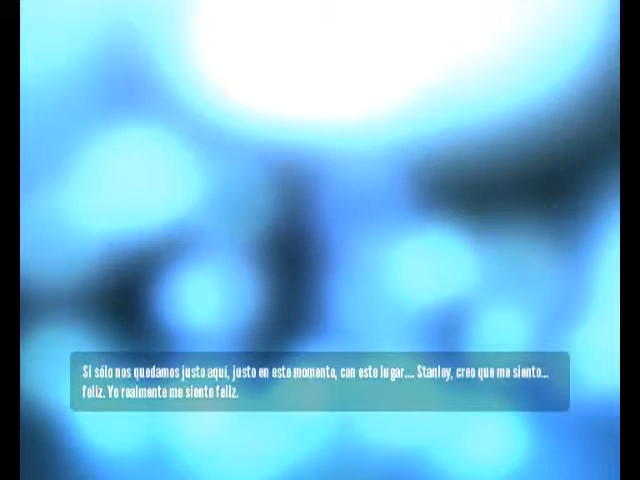 Si sólo nos quedamos justo aquí, justo en este momento, con este lugar.... Stanley, creo que me siento...
feliz. Yo realmente me siento feliz.